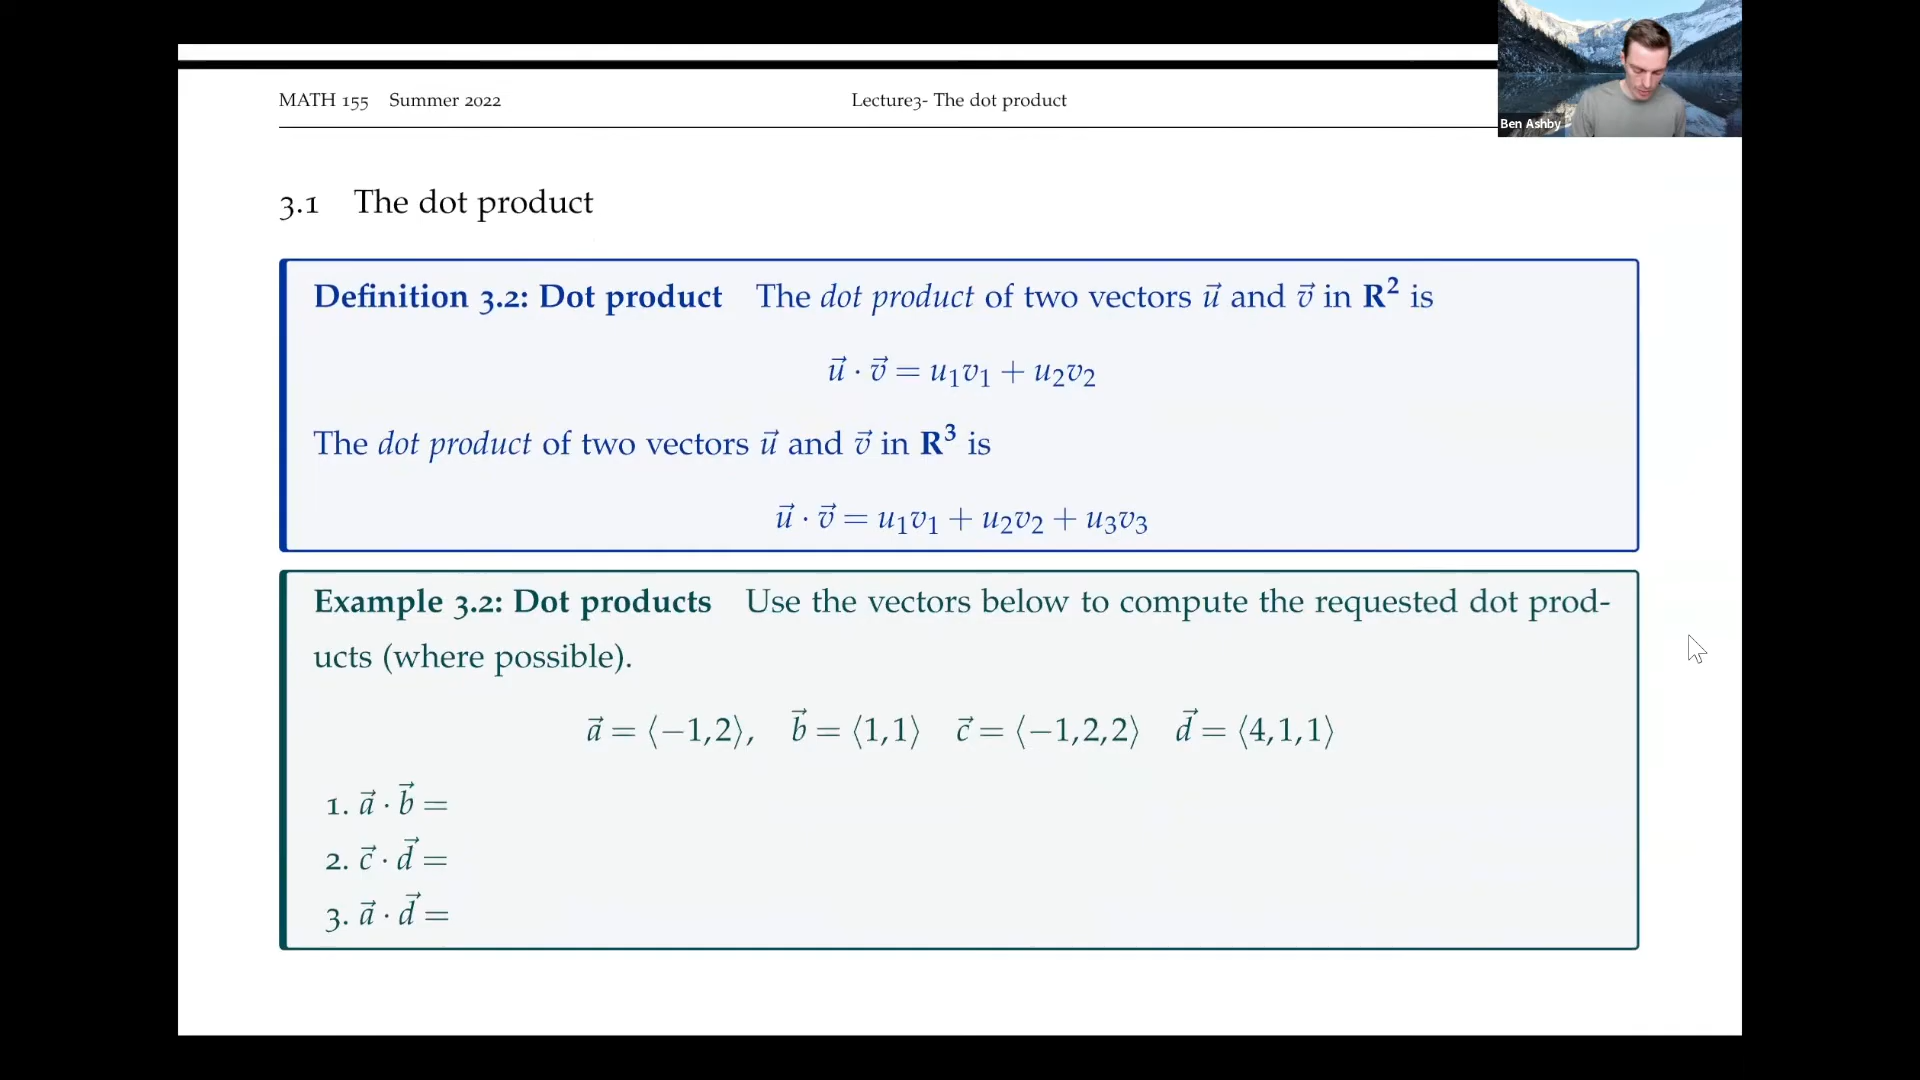 MATH 155 Summer 2022 Lecture3- The dot product
Ben Ashby
3.1 The dot product
Definition 3.2: Dot product The dot product of two vectors u⃗ and v⃗ in R² is
u⃗ · v⃗ = u₁v₁ + u₂v₂
The dot product of two vectors u⃗ and v⃗ in R³ is
u⃗ · v⃗ = u₁v₁ + u₂v₂ + u₃v₃
Example 3.2: Dot products Use the vectors below to compute the requested dot prod-
ucts (where possible).
a⃗ = ⟨−1,2⟩, b⃗ = ⟨1,1⟩ c⃗ = ⟨−1,2,2⟩ d⃗ = ⟨4,1,1⟩
1. a⃗ · b⃗ =
2. c⃗ · d⃗ =
3. a⃗ · d⃗ =